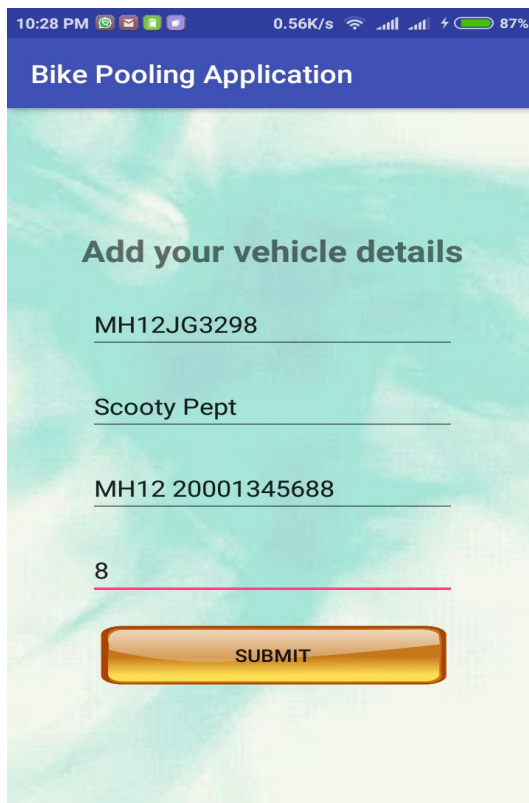 10:28 PM 0.56K/s 87%
Bike Pooling Application
Add your vehicle details
MH12JG3298
Scooty Pept
MH12 20001345688
8
SUBMIT